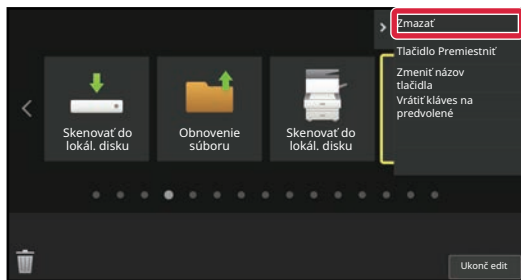 Zmazať
Tlačidlo Premiestniť
Zmeniť názov
tlačidla
Vrátiť kláves na
predvolené
Skenovať do
lokál. disku
Obnovenie
súboru
Skenovať do
lokál. disku
Ukonč edit